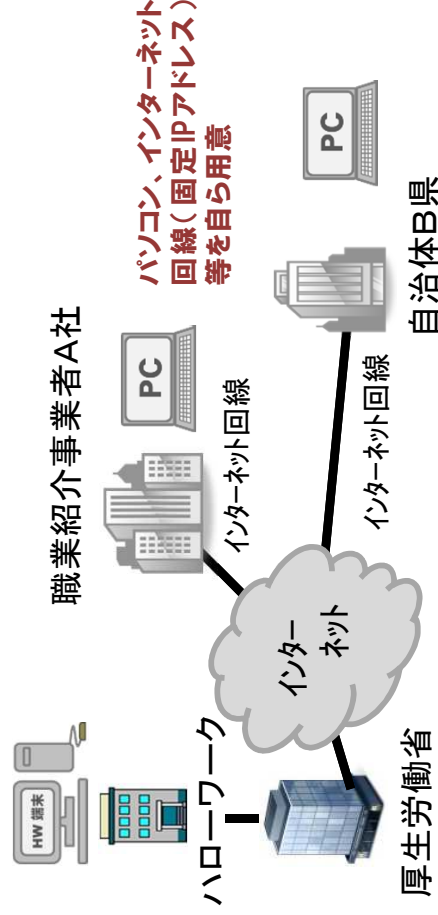 HW 端末
ハローワーク
厚生労働省
インター
ネット
職業紹介事業者A社
PC
インターネット回線
パソコン、インターネット
回線(固定IPアドレス)
等を自ら用意
PC
インターネット回線
自治体B県